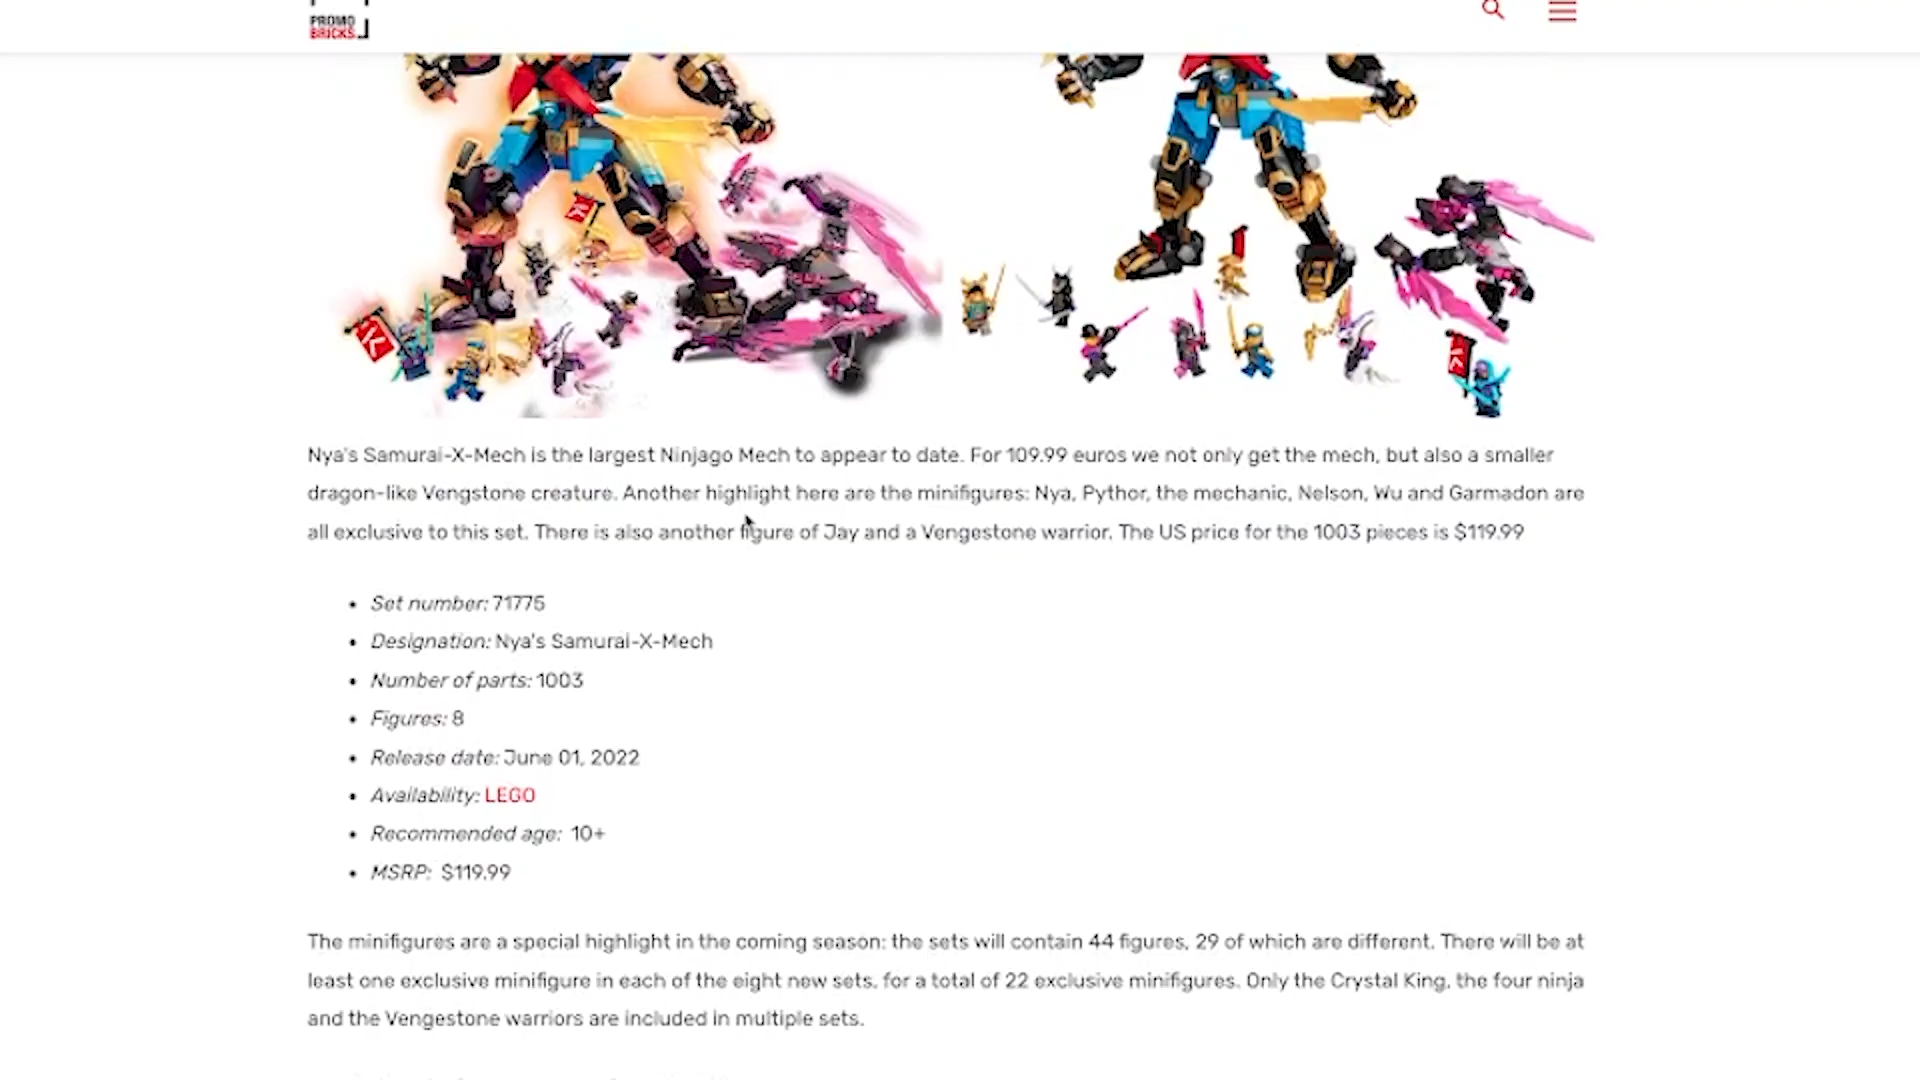 PROMO
BRICKS
Nya's Samurai-X-Mech is the largest Ninjago Mech to appear to date. For 109.99 euros we not only get the mech, but also a smaller
dragon-like Vengstone creature. Another highlight here are the minifigures: Nya, Pythor, the mechanic, Nelson, Wu and Garmadon are
all exclusive to this set. There is also another figure of Jay and a Vengestone warrior. The US price for the 1003 pieces is $119.99
• Set number: 71775
• Designation: Nya's Samurai-X-Mech
• Number of parts: 1003
• Figures: 8
• Release date: June 01, 2022
• Availability: LEGO
• Recommended age: 10+
• MSRP: $119.99
The minifigures are a special highlight in the coming season: the sets will contain 44 figures, 29 of which are different. There will be at
least one exclusive minifigure in each of the eight new sets, for a total of 22 exclusive minifigures. Only the Crystal King, the four ninja
and the Vengestone warriors are included in multiple sets.